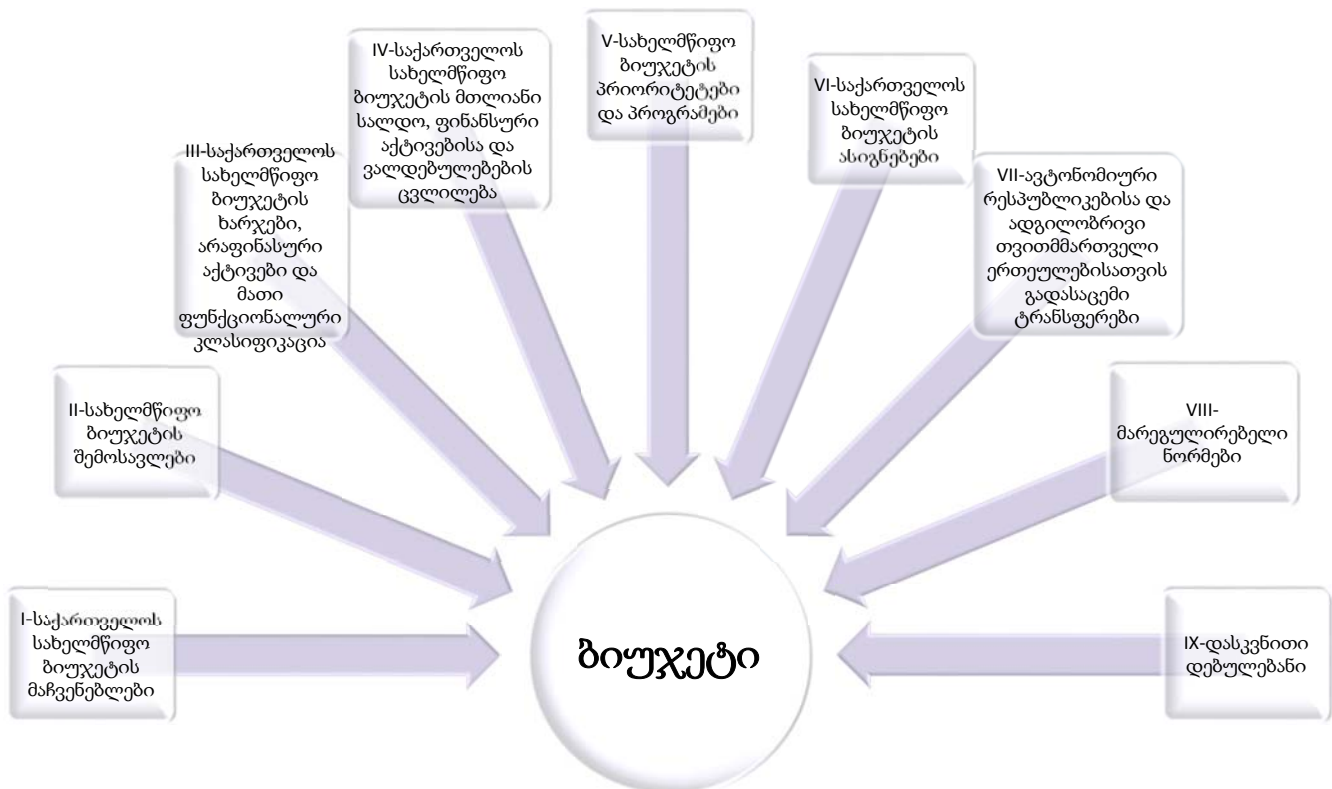 I-საქართველოს
სახელმწიფო
ბიუჯეტის
მაჩვენებლები
II-სახელმწიფო
ბიუჯეტის
შემოსავლები
III-საქართველოს
სახელმწიფო
ბიუჯეტის
ხარჯები,
არაფინასური
აქტივები და
მათი
ფუნქციონალური
კლასიფიკაცია
IV-საქართველოს
სახელმწიფო
ბიუჯეტის მთლიანი
სალდო, ფინანსური
აქტივებისა და
ვალდებულებების
ცვლილება
V-სახელმწიფო
ბიუჯეტის
პრიორიტეტები
და პროგრამები
VI-საქართველოს
სახელმწიფო
ბიუჯეტის
ასიგნებები
VII-ავტონომიური
რესპუბლიკებისა და
ადგილობრივი
თვითმმართველი
ერთეულებისათვის
გადასაცემი
ტრანსფერები
VIII-
მარეგულირებელი
ნორმები
IX-დასკვნითი
დებულებანი
ბიუჯეტი